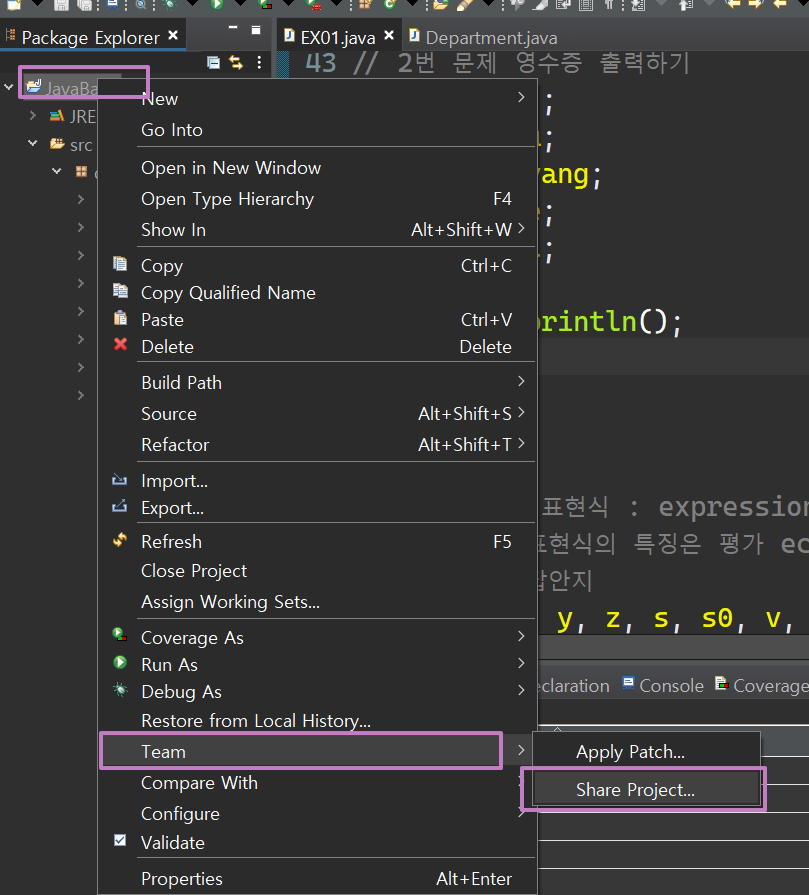 Package Explorer
EX01.java
Department.java
43 // 2번 문제 영수증 출력하기
JavaBa
JRE
src
;
;
yang;
;
;
println();
표현식 : expression
표현식의 특징은 평가
답안지
y, z, s, s0, v,
New
Go Into
Open in New Window
Open Type Hierarchy F4
Show In Alt+Shift+W
Copy Ctrl+C
Copy Qualified Name
Paste Ctrl+V
Delete Delete
Build Path
Source Alt+Shift+S
Refactor Alt+Shift+T
Import...
Export...
Refresh F5
Close Project
Assign Working Sets...
Coverage As
Run As
Debug As
Restore from Local History...
Team
Compare With
Configure
Validate
Properties Alt+Enter
eclaration Console Coverage
Apply Patch...
Share Project...